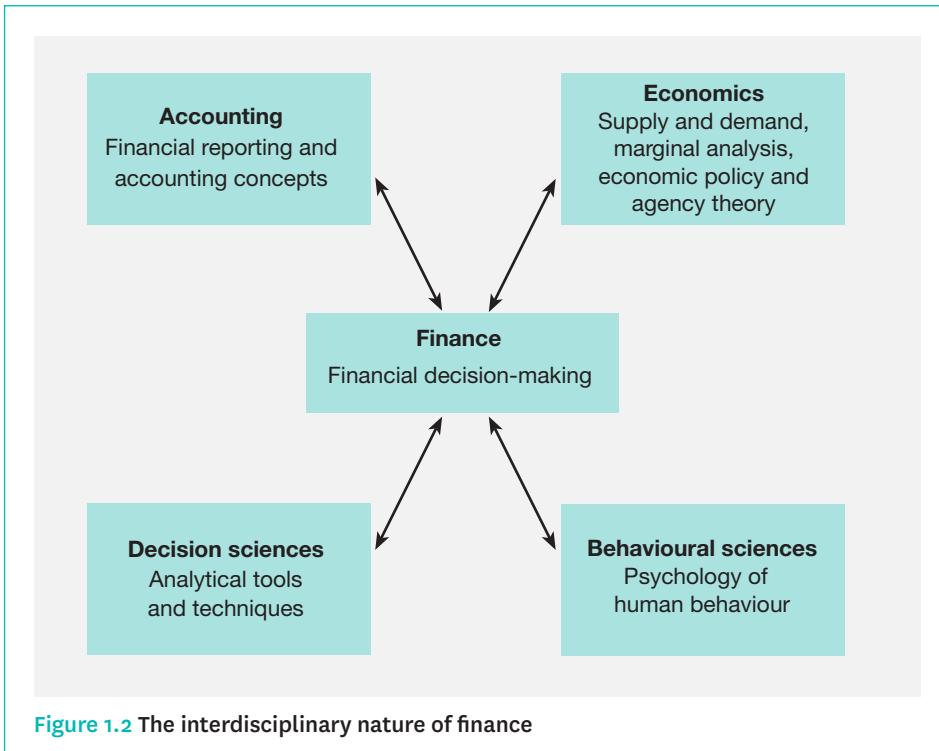 Accounting
Financial reporting and
accounting concepts
Economics
Supply and demand,
marginal analysis,
economic policy and
agency theory
Finance
Financial decision-making
Decision sciences
Analytical tools
and techniques
Behavioural sciences
Psychology of
human behaviour
Figure 1.2 The interdisciplinary nature of finance